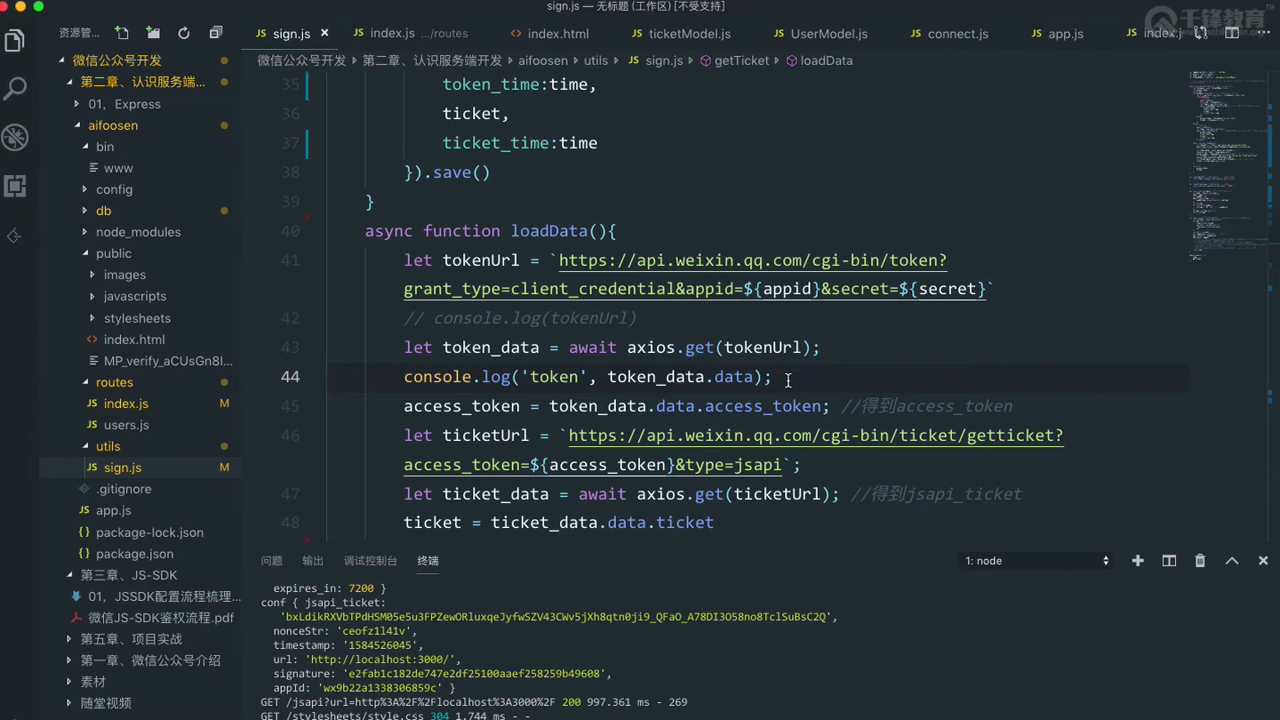 sign.js — 无标题 (工作区) [不受支持]
千锋教育
资源管...
sign.js ×
index.js .../routes
index.html
ticketModel.js
UserModel.js
connect.js
app.js
index.j
微信公众号开发
第二章、认识服务端开发
aifoosen
utils
sign.js
getTicket
loadData
微信公众号开发
第二章、认识服务端...
01, Express
aifoosen
bin
www
config
db
node_modules
public
images
javascripts
stylesheets
index.html
MP_verify_aCUsGn8I...
routes
index.js M
users.js
utils
sign.js M
.gitignore
app.js
package-lock.json
package.json
第三章、JS-SDK
01, JSSDK配置流程梳理...
微信JS-SDK鉴权流程.pdf
第五章、项目实战
第一章、微信公众号介绍
素材
随堂视频
35 token_time:time,
36 ticket,
37 ticket_time:time
38 }).save()
39 }
40 async function loadData(){
41 let tokenUrl = `https://api.weixin.qq.com/cgi-bin/token?
grant_type=client_credential&appid=${appid}&secret=${secret}`
42 // console.log(tokenUrl)
43 let token_data = await axios.get(tokenUrl);
44 console.log('token', token_data.data);
45 access_token = token_data.data.access_token; //得到access_token
46 let ticketUrl = `https://api.weixin.qq.com/cgi-bin/ticket/getticket?
access_token=${access_token}&type=jsapi`;
47 let ticket_data = await axios.get(ticketUrl); //得到jsapi_ticket
48 ticket = ticket_data.data.ticket
问题 输出 调试控制台 终端
1: node
expires_in: 7200 }
conf { jsapi_ticket:
'bxLdikRXVbTPdHSM05e5u3FPZewORluxqeJyfwSZV43CWv5jXh8qtn0ji9_QFaO_A78DI3O58no8TclSuBsC2Q',
nonceStr: 'ceofz1l41v',
timestamp: '1584526045',
url: 'http://localhost:3000/',
signature: 'e2fab1c182de747e2df25100aaef258259b49608',
appId: 'wx9b22a1338306859c' }
GET /jsapi?url=http%3A%2F%2Flocalhost%3A3000%2F 200 997.361 ms - 269
GET /stylesheets/style.css 304 1.744 ms - -